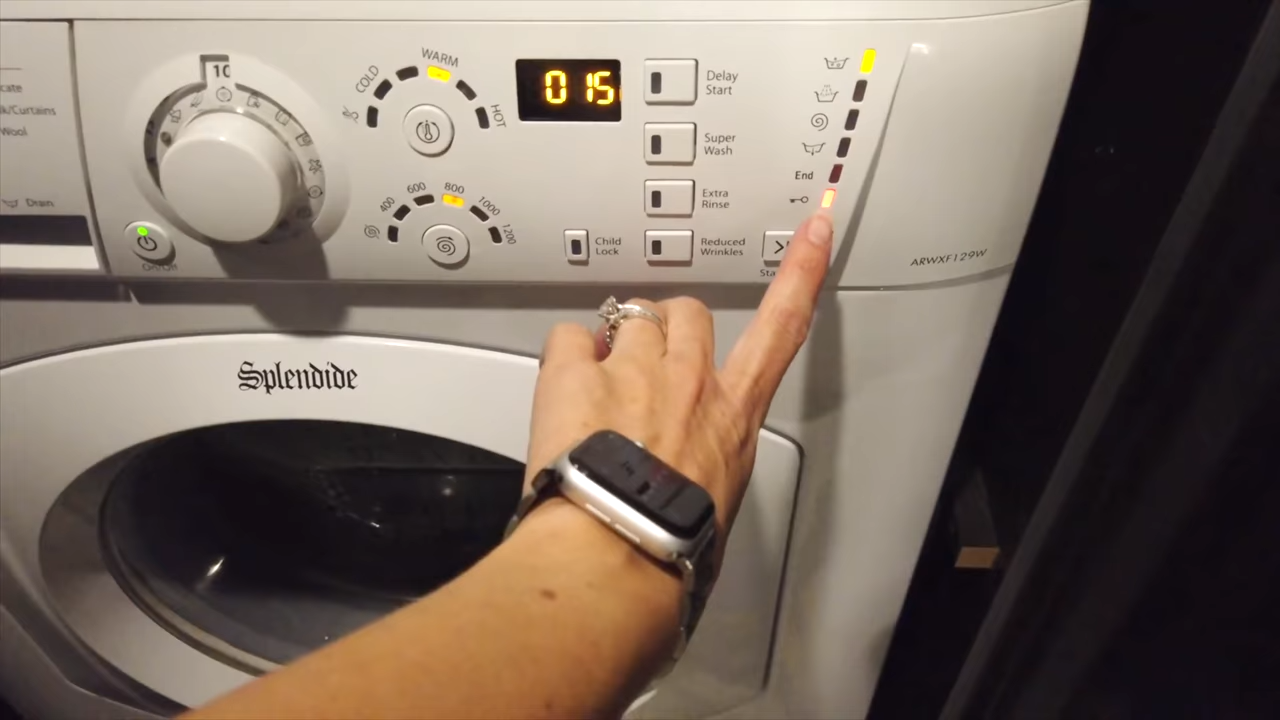 cate
k/Curtains
Wool
Drain
10
On/Off
COLD
WARM
HOT
400
600
800
1000
1200
015
Delay
Start
Super
Wash
Extra
Rinse
Child
Lock
Reduced
Wrinkles
End
Sta
ARWXF129W
Splendide